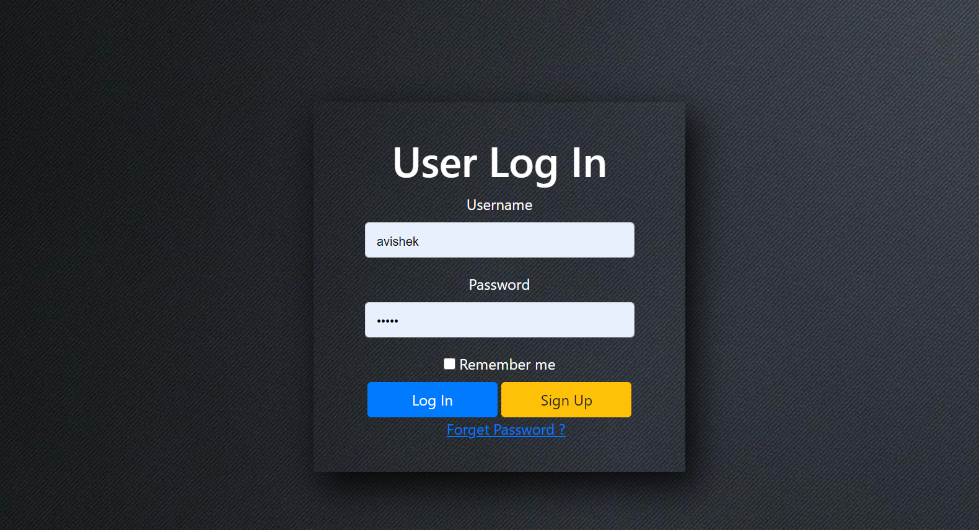 User Log In
Username
avishek
Password
•••••
Remember me
Log In Sign Up
Forget Password ?